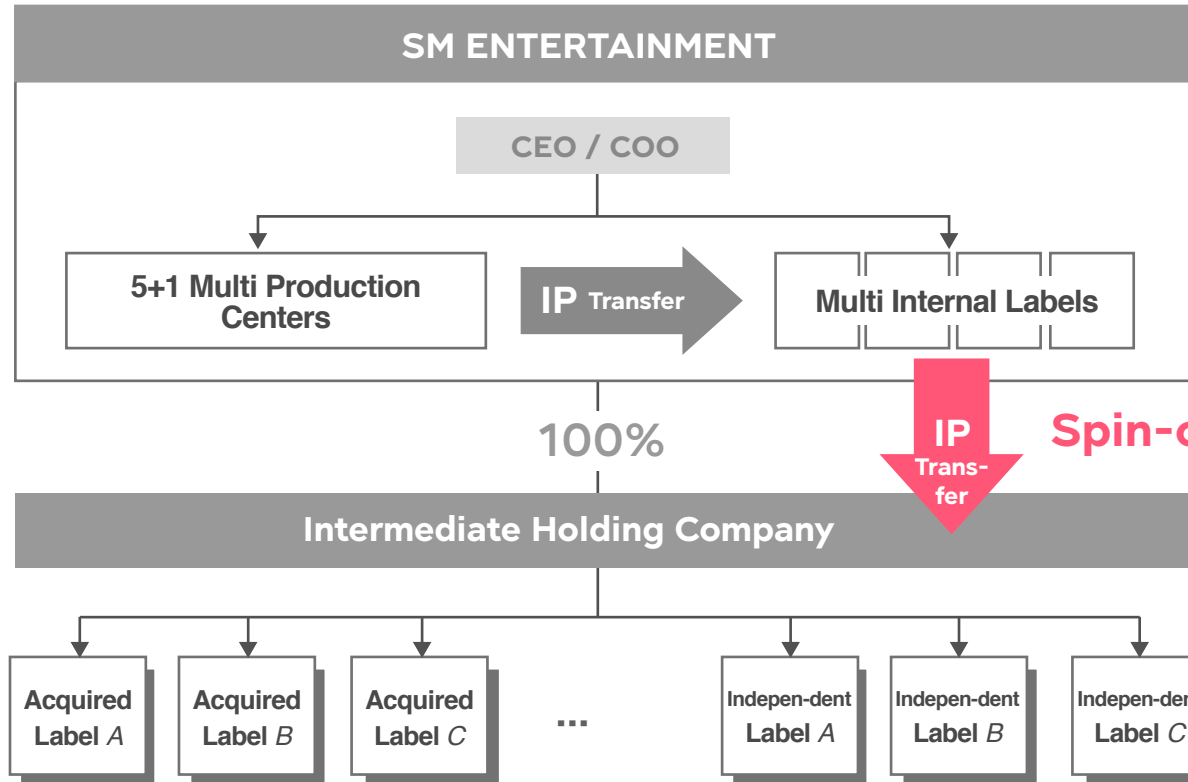 SM ENTERTAINMENT
CEO / COO
5+1 Multi Production
Centers
IP Transfer
Multi Internal Labels
100%
IP
Trans-
fer
Intermediate Holding Company
Acquired
Label A
Acquired
Label B
Acquired
Label C
...
Indepen-dent
Label A
Indepen-dent
Label B
Label C